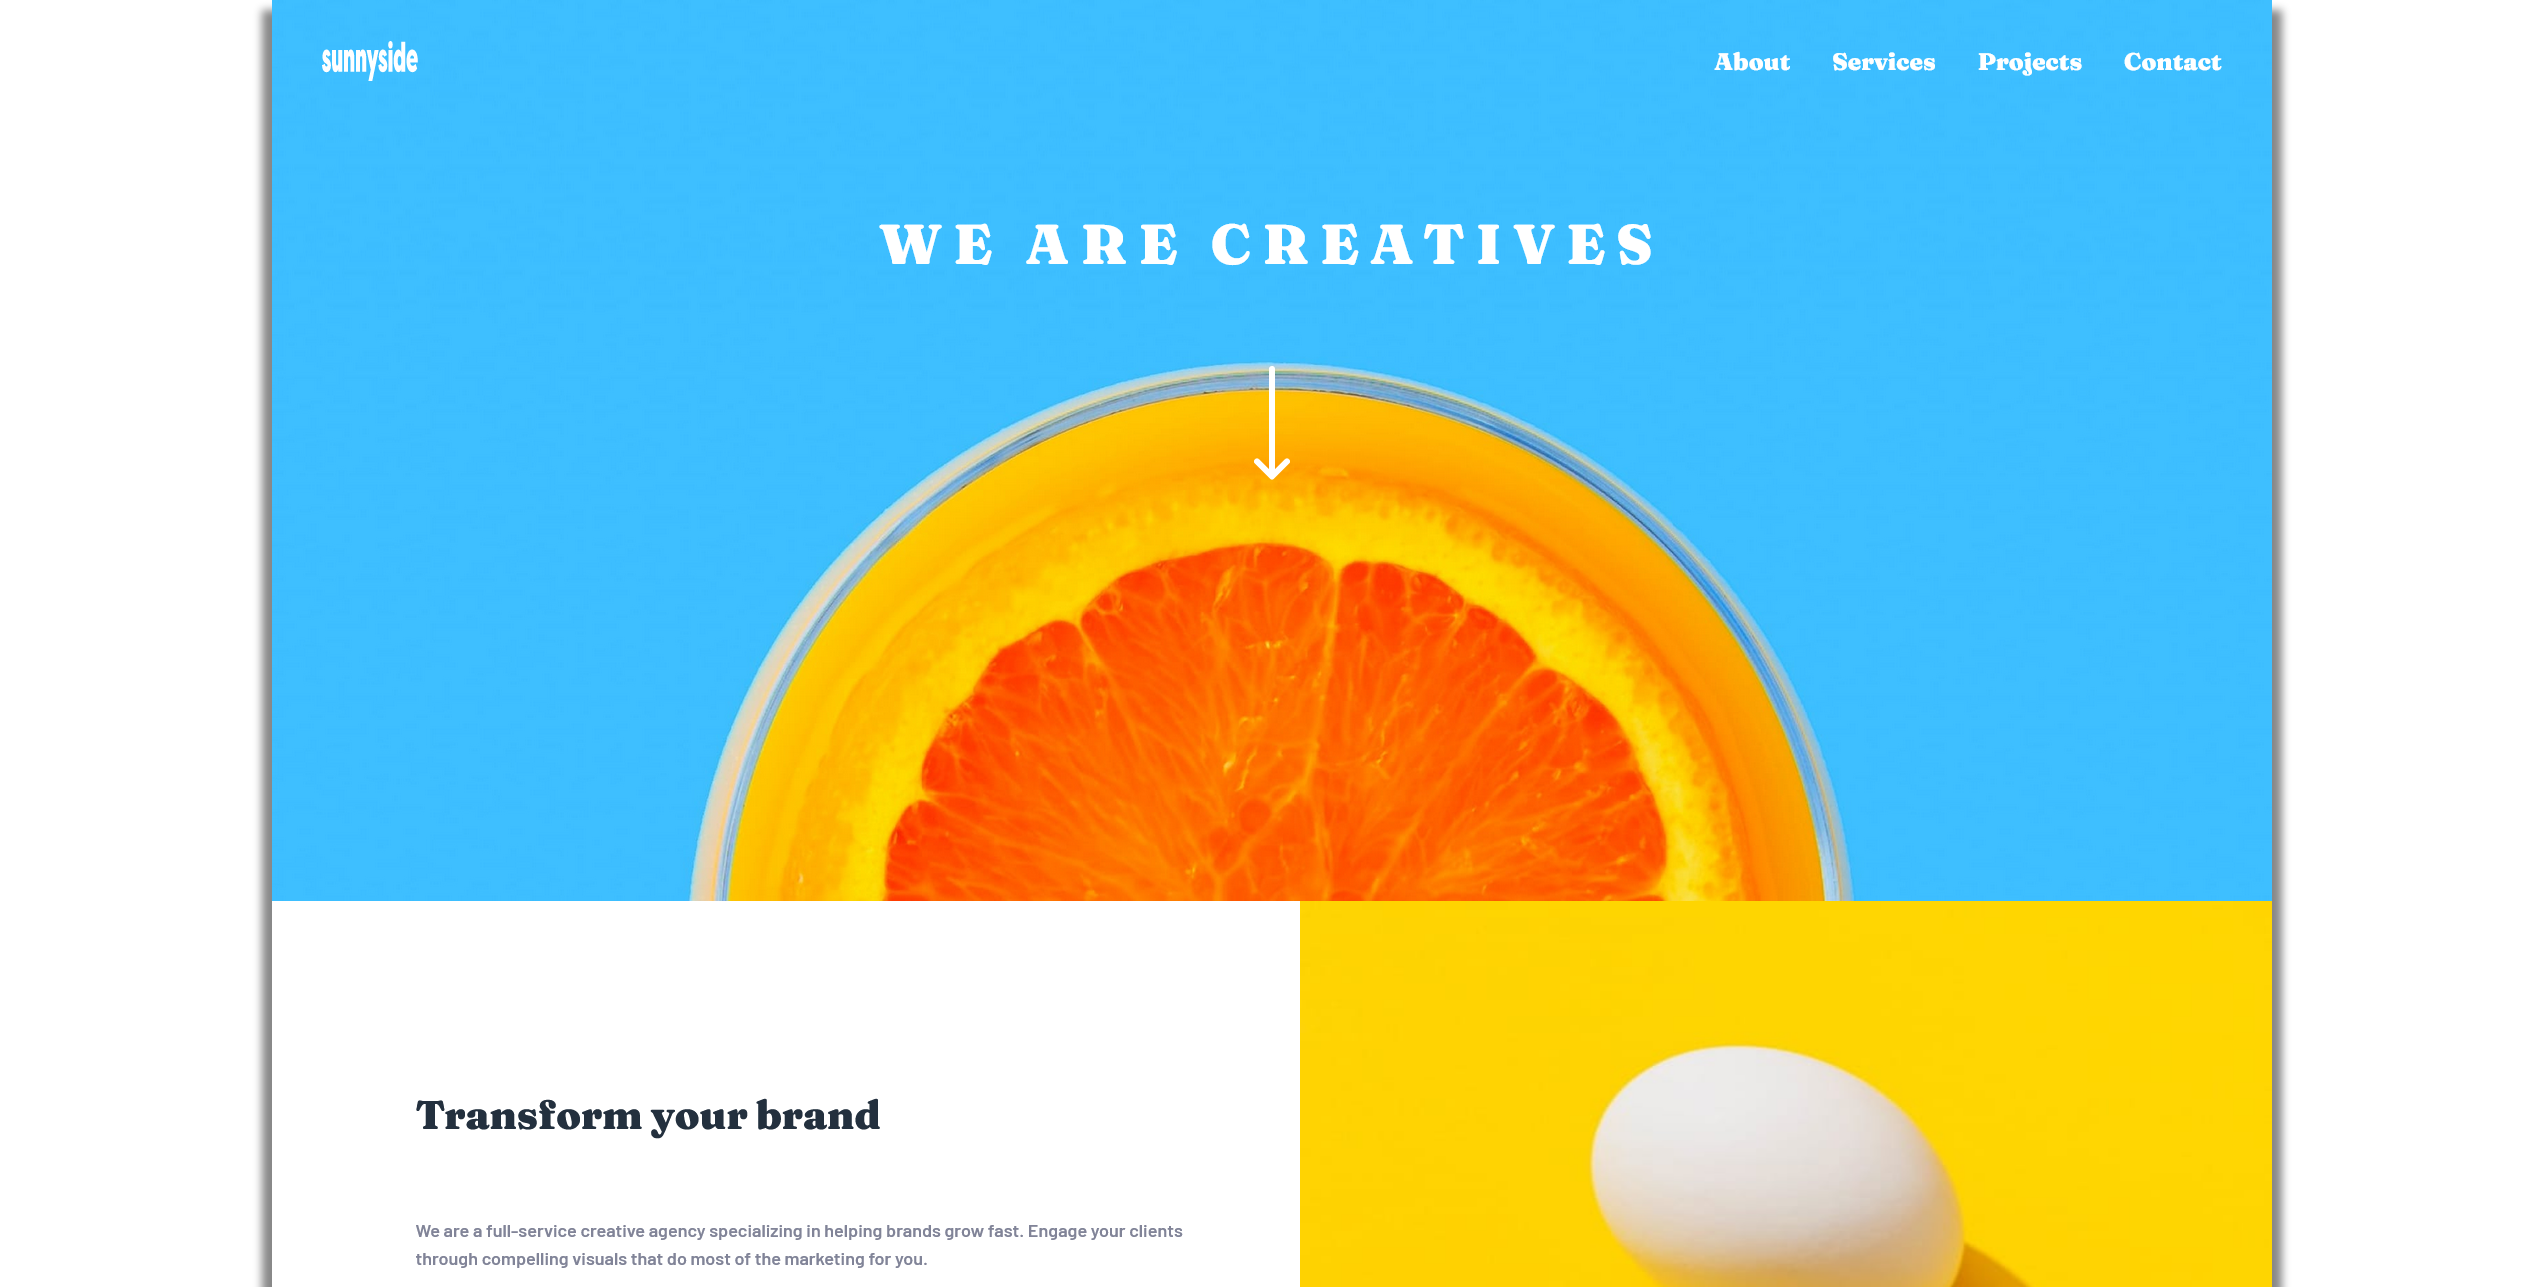 sunnyside
About Services Projects Contact
WE ARE CREATIVES
Transform your brand
We are a full-service creative agency specializing in helping brands grow fast. Engage your clients
through compelling visuals that do most of the marketing for you.